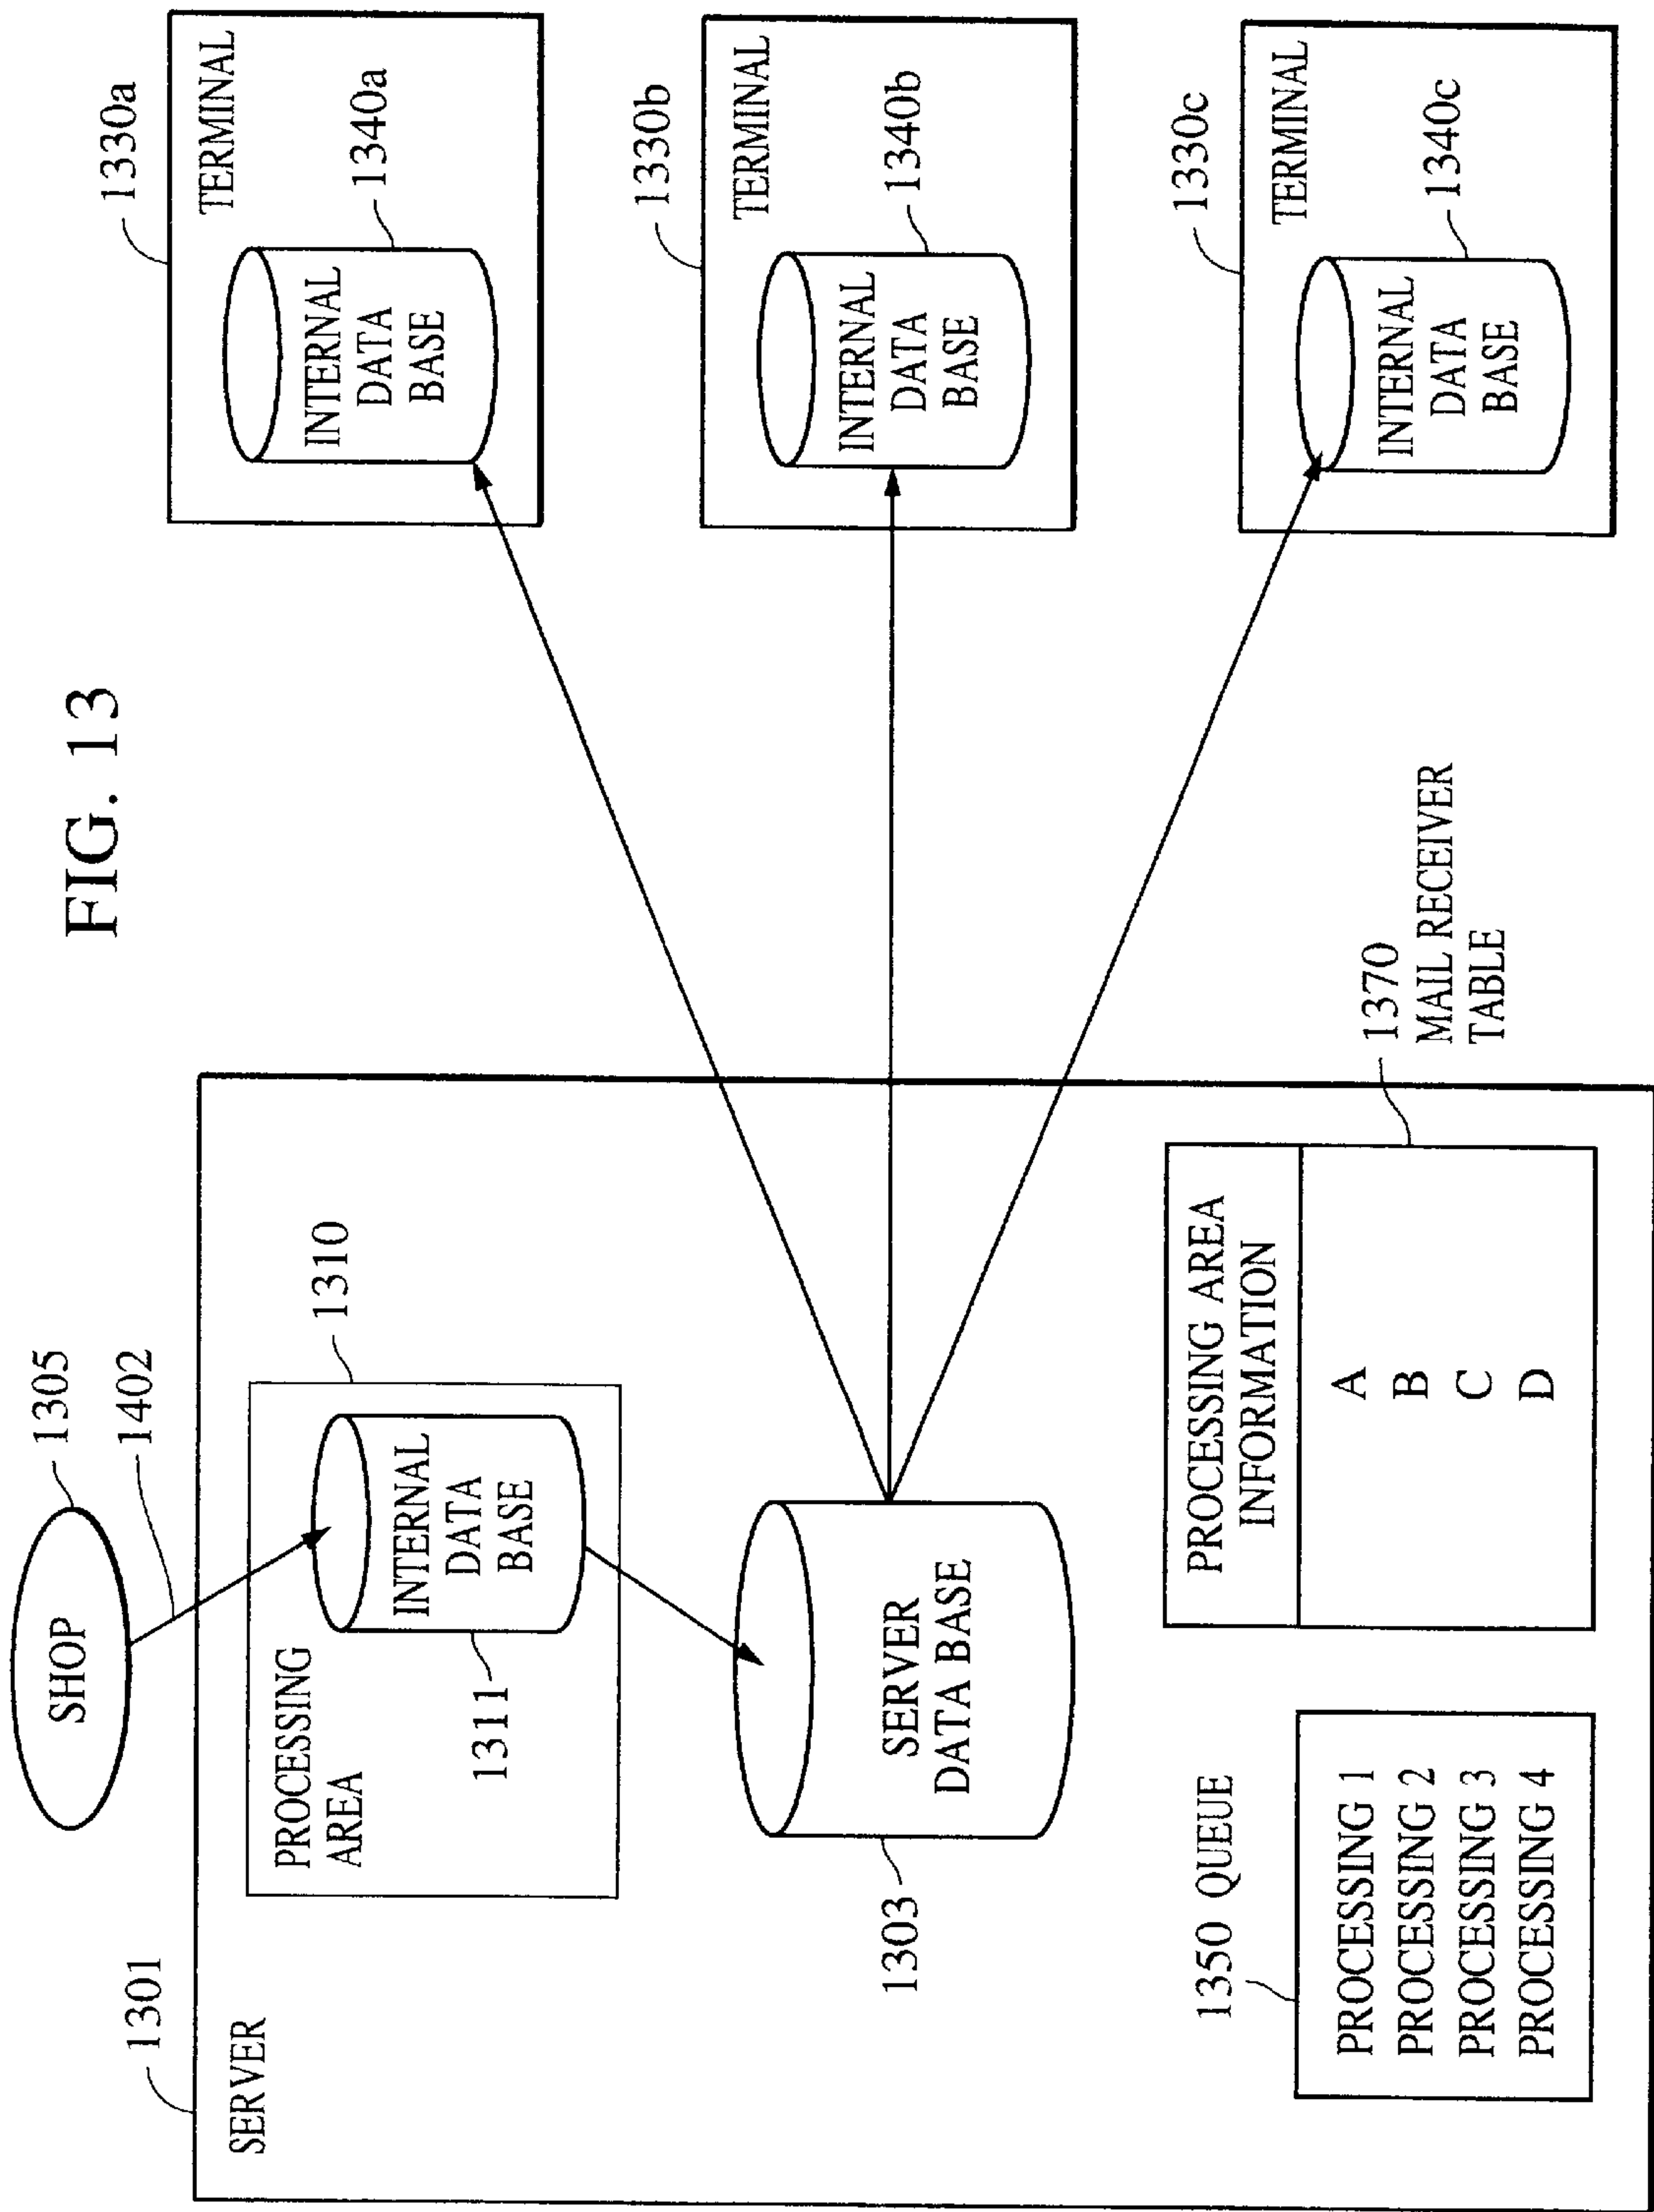 FIG. 13
1301
SERVER
SHOP
1305
1402
1310
PROCESSING
AREA
INTERNAL
DATA
BASE
1311
SERVER
DATA BASE
1303
1350 QUEUE
PROCESSING 1
PROCESSING 2
PROCESSING 3
PROCESSING 4
PROCESSING AREA
INFORMATION
A
B
C
D
1370
MAIL RECEIVER
TABLE
1330a
TERMINAL
INTERNAL
DATA
BASE
1340a
1330b
TERMINAL
INTERNAL
DATA
BASE
1340b
1330c
TERMINAL
INTERNAL
DATA
BASE
1340c